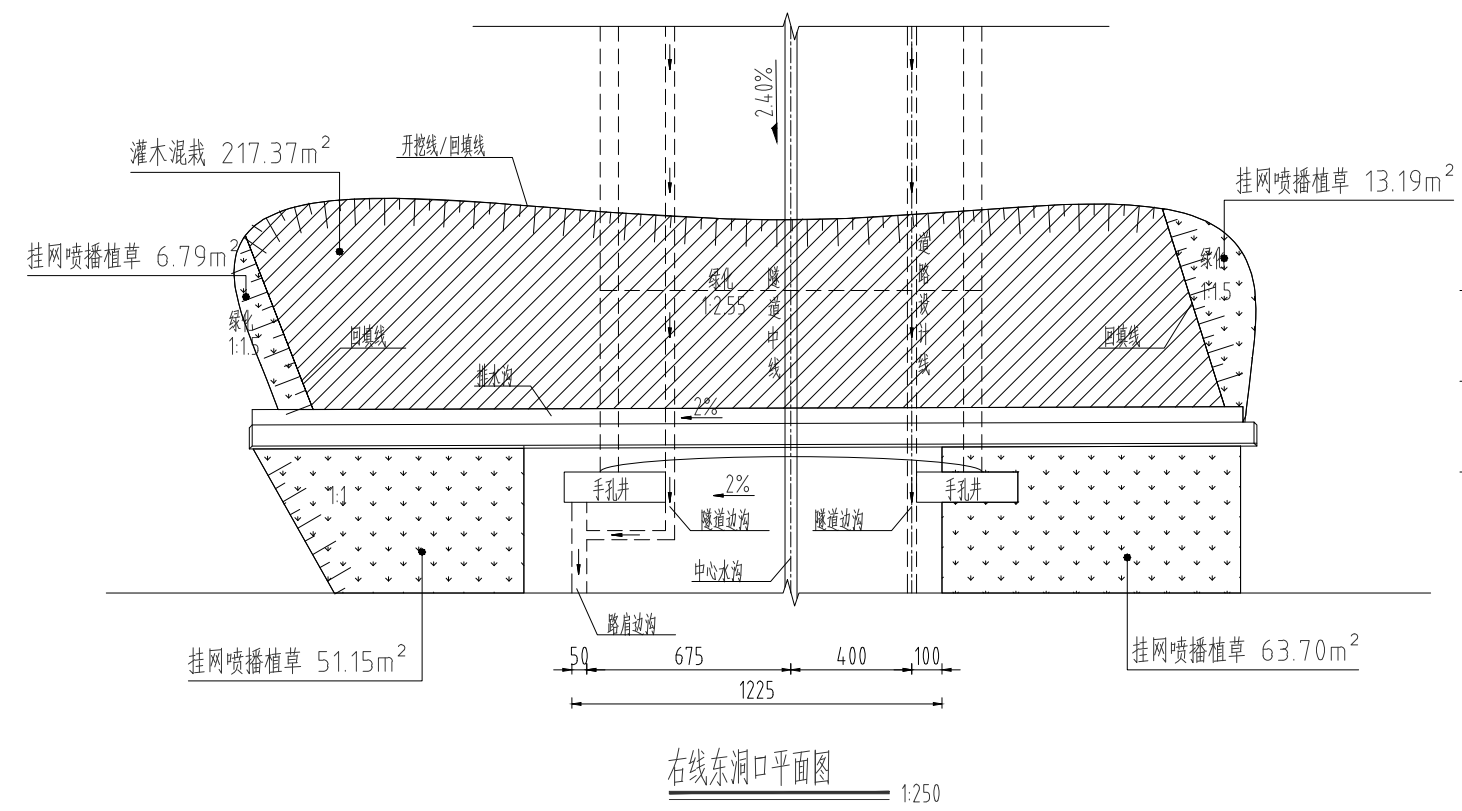 2.40%
灌木混栽 217.37m²
开挖线/回填线
挂网喷播植草 13.19m²
挂网喷播植草 6.79m²
绿化
1:1.5
回填线
绿化
1:2.55
隧道中线
道路设计线
绿化
1:1.5
回填线
排水沟
2%
1:1
手孔井
2%
手孔井
隧道边沟
隧道边沟
中心水沟
路肩边沟
挂网喷播植草 51.15m²
挂网喷播植草 63.70m²
50 675 400 100
1225
右线东洞口平面图 1:250